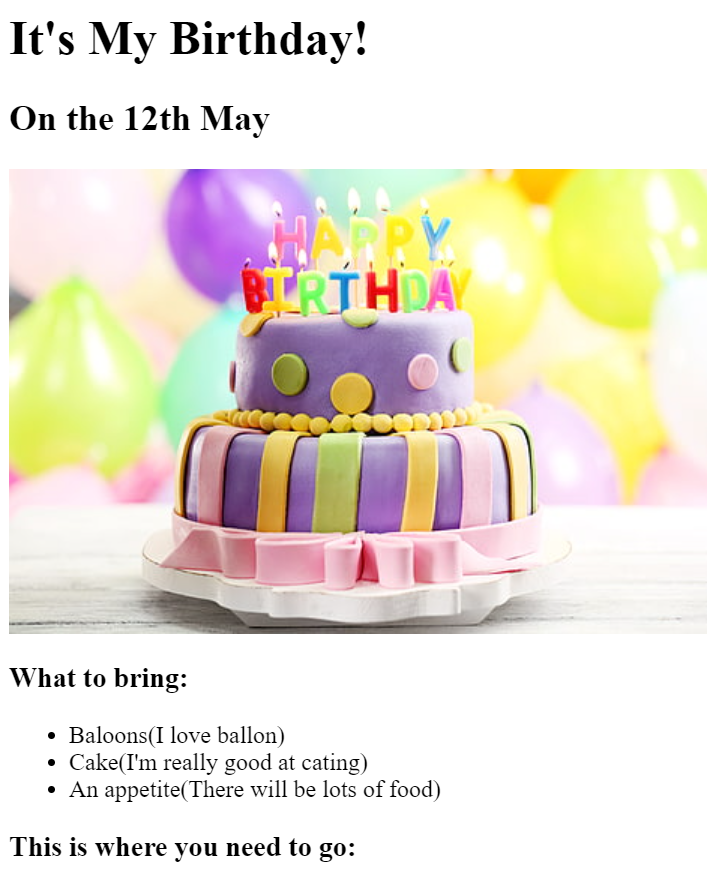 It's My Birthday!
On the 12th May
HAPPY
BIRTHDAY
What to bring:
Baloons(I love ballon)
Cake(I'm really good at cating)
An appetite(There will be lots of food)
This is where you need to go: